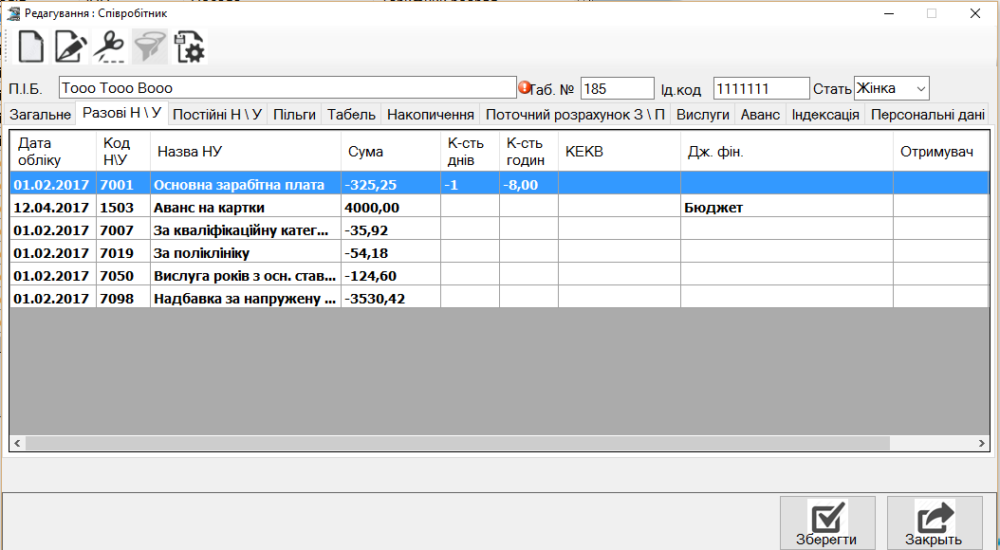 Редагування : Співробітник
П.І.Б. Тооо Тооо Вооо Таб. № 185 Ід.код 1111111 Стать Жінка
Загальне Разові Н \ У Постійні Н \ У Пільги Табель Накопичення Поточний розрахунок З \ П Вислуги Аванс Індексація Персональні дані
Дата обліку Код Н\У Назва НУ Сума К-сть днів К-сть годин КЕКВ Дж. фін. Отримувач
01.02.2017 7001 Основна зарабітна плата -325,25 -1 -8,00
12.04.2017 1503 Аванс на картки 4000,00 Бюджет
01.02.2017 7007 За кваліфікаційну катег... -35,92
01.02.2017 7019 За поліклініку -54,18
01.02.2017 7050 Вислуга років з осн. став... -124,60
01.02.2017 7098 Надбавка за напружену ... -3530,42
Зберегти Закрыть